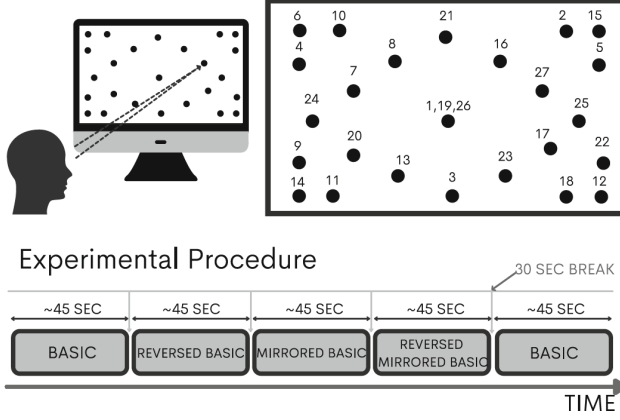 6 10 21 2 15
4 8 16 5
7 27
24 1,19,26 25
20 17
9 13 23 22
14 11 3 18 12
Experimental Procedure
30 SEC BREAK
~45 SEC ~45 SEC ~45 SEC ~45 SEC ~45 SEC
BASIC REVERSED BASIC MIRRORED BASIC REVERSED MIRRORED BASIC BASIC
TIME